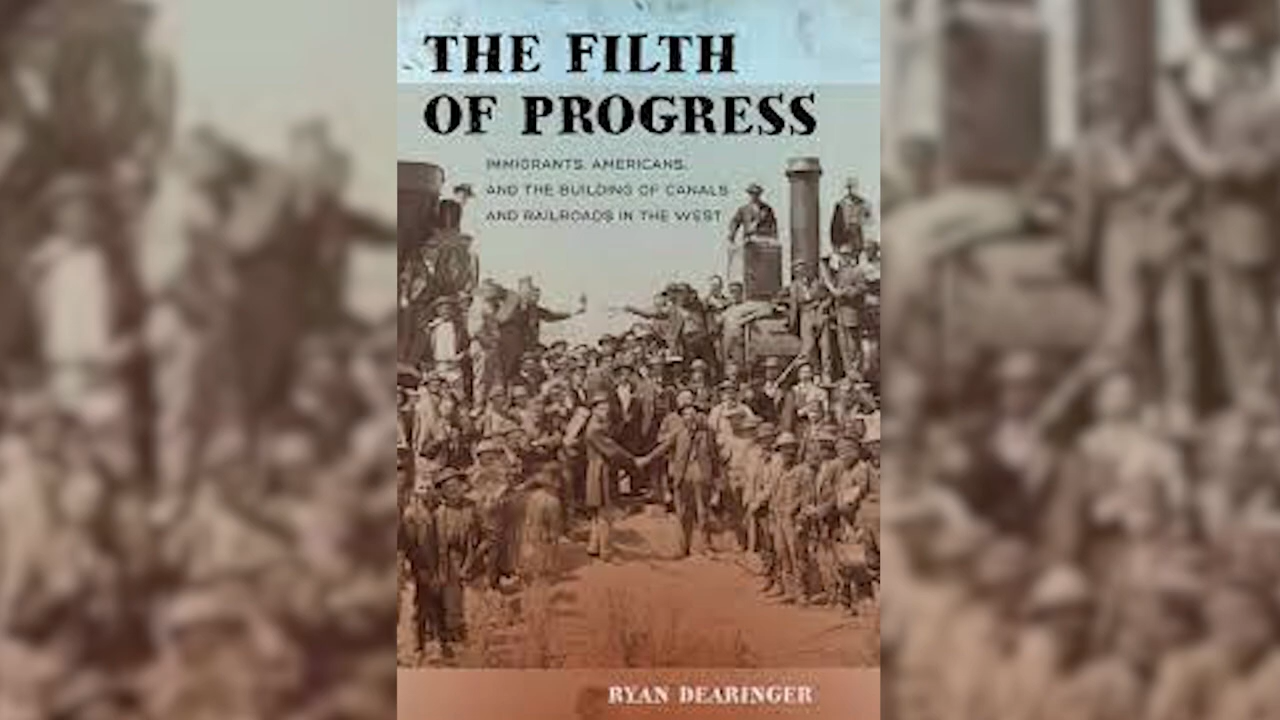 THE FILTH
OF PROGRESS
IMMIGRANTS, AMERICANS,
AND THE BUILDING OF CANALS
AND RAILROADS IN THE WEST
RYAN DEARINGER